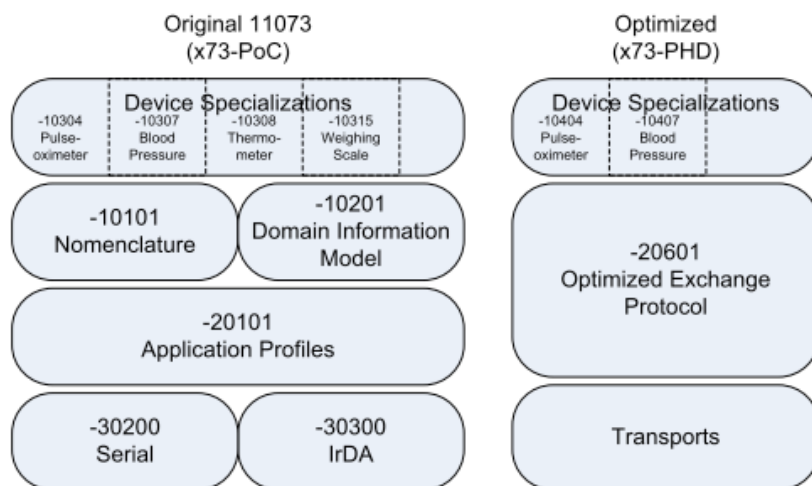 Original 11073
(x73-PoC)
Device Specializations
-10304
Pulse-
oximeter
-10307
Blood
Pressure
-10308
Thermo-
meter
-10315
Weighing
Scale
-10101
Nomenclature
-10201
Domain Information
Model
-20101
Application Profiles
-30200
Serial
-30300
IrDA
Optimized
(x73-PHD)
Device Specializations
-10404
Pulse-
oximeter
-10407
Blood
Pressure
-20601
Optimized Exchange
Protocol
Transports